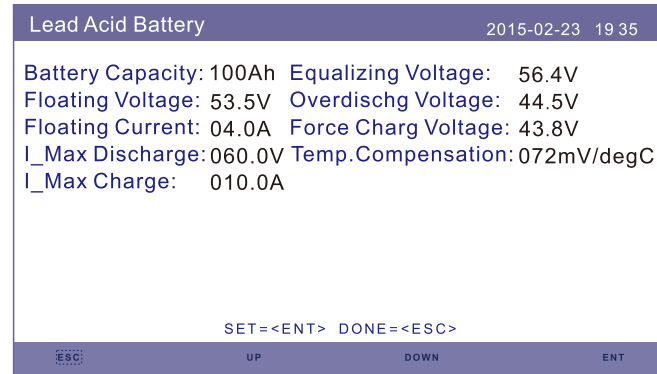 Lead Acid Battery 2015-02-23 19 35
Battery Capacity: 100Ah Equalizing Voltage: 56.4V
Floating Voltage: 53.5V Overdischg Voltage: 44.5V
Floating Current: 04.0A Force Charg Voltage: 43.8V
I_Max Discharge: 060.0V Temp.Compensation: 072mV/degC
I_Max Charge: 010.0A
SET=<ENT> DONE=<ESC>
ESC UP DOWN ENT